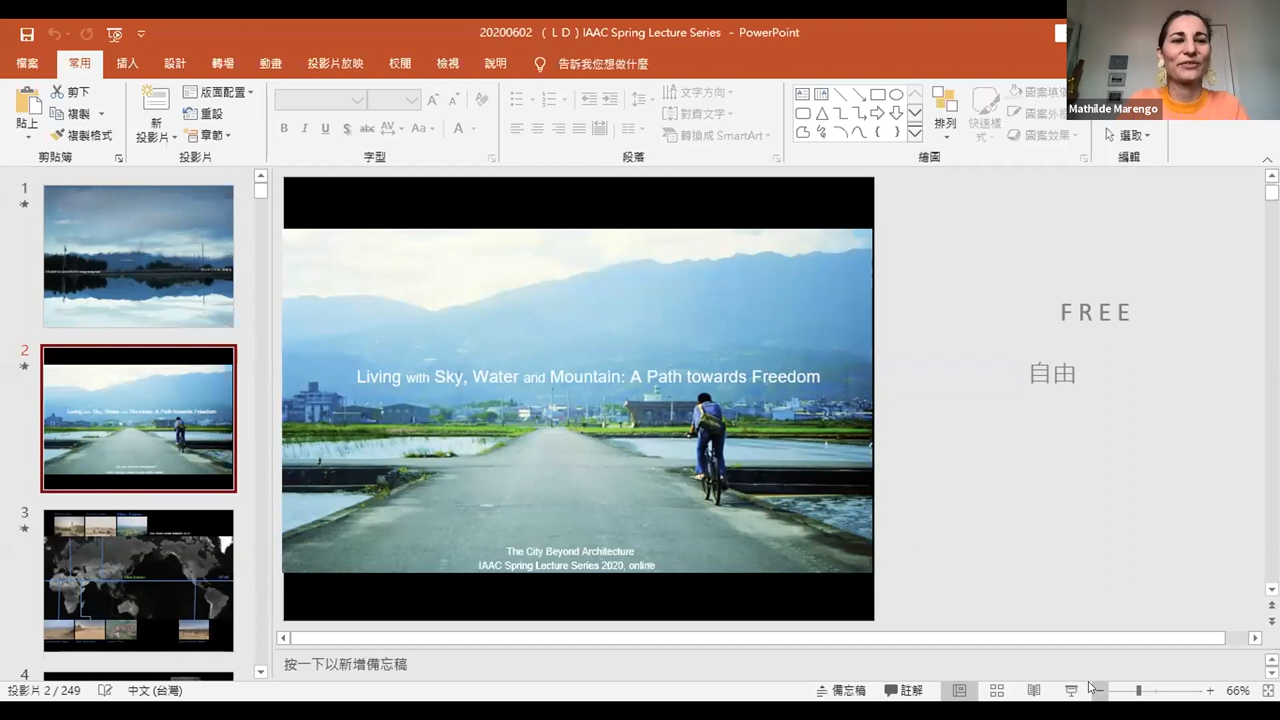 20200602 （ L D ) IAAC Spring Lecture Series - PowerPoint
Mathilde Marengo
檔案 常用 插入 設計 轉場 動畫 投影片放映 校閱 檢視 說明 告訴我您想做什麼
貼上
剪下
複製
複製格式
剪貼簿
新投影片
版面配置
重設
章節
投影片
B I U S abc AV Aa A
字型
文字方向
對齊文字
轉換成 SmartArt
段落
排列
快速樣式
圖案填
圖案外
圖案效果
繪圖
選取
編輯
1
2
3
4
Living with Sky, Water and Mountain: A Path towards Freedom
The City Beyond Architecture
IAAC Spring Lecture Series 2020, online
F R E E
自由
按一下以新增備忘稿
投影片 2 / 249 中文 (台灣) 備忘稿 註解 66%